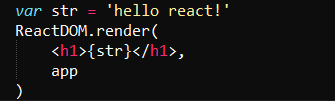 var str = 'hello react!'
ReactDOM.render(
    <h1>{str}</h1>,
    app
)